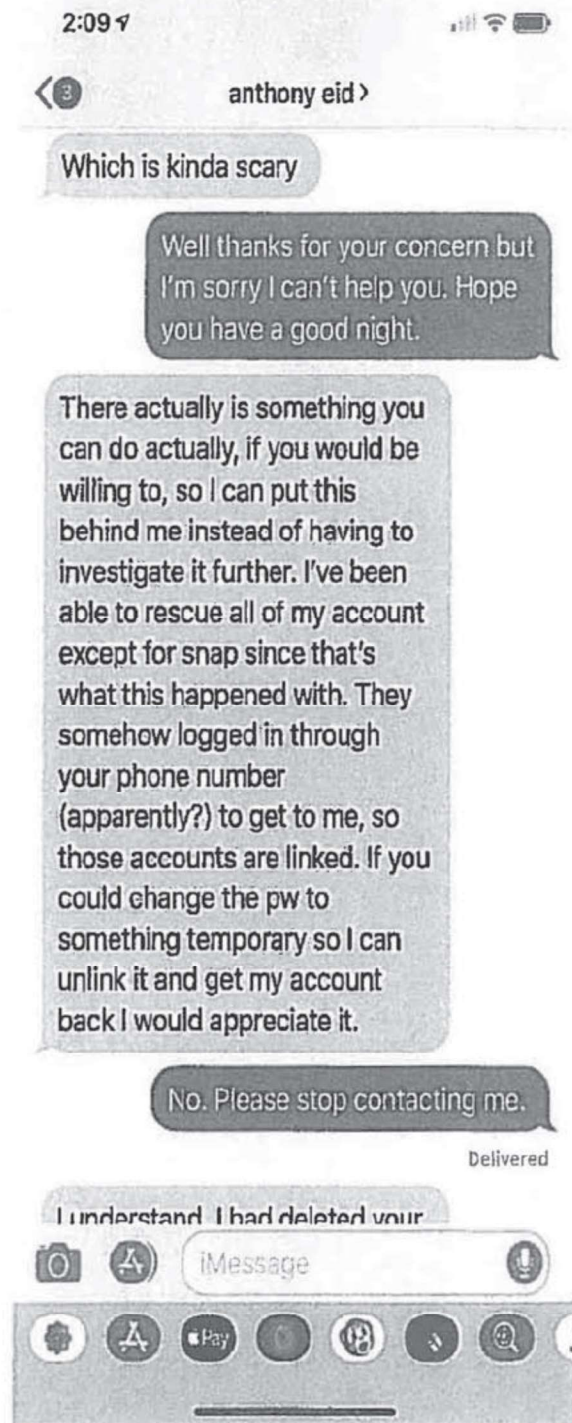 2:09
3
anthony eid >
Which is kinda scary
Well thanks for your concern but
I'm sorry I can't help you. Hope
you have a good night.
There actually is something you
can do actually, if you would be
willing to, so I can put this
behind me instead of having to
investigate it further. I've been
able to rescue all of my account
except for snap since that's
what this happened with. They
somehow logged in through
your phone number
(apparently?) to get to me, so
those accounts are linked. If you
could change the pw to
something temporary so I can
unlink it and get my account
back I would appreciate it.
No. Please stop contacting me.
Delivered
I understand I had deleted your
iMessage
Pay